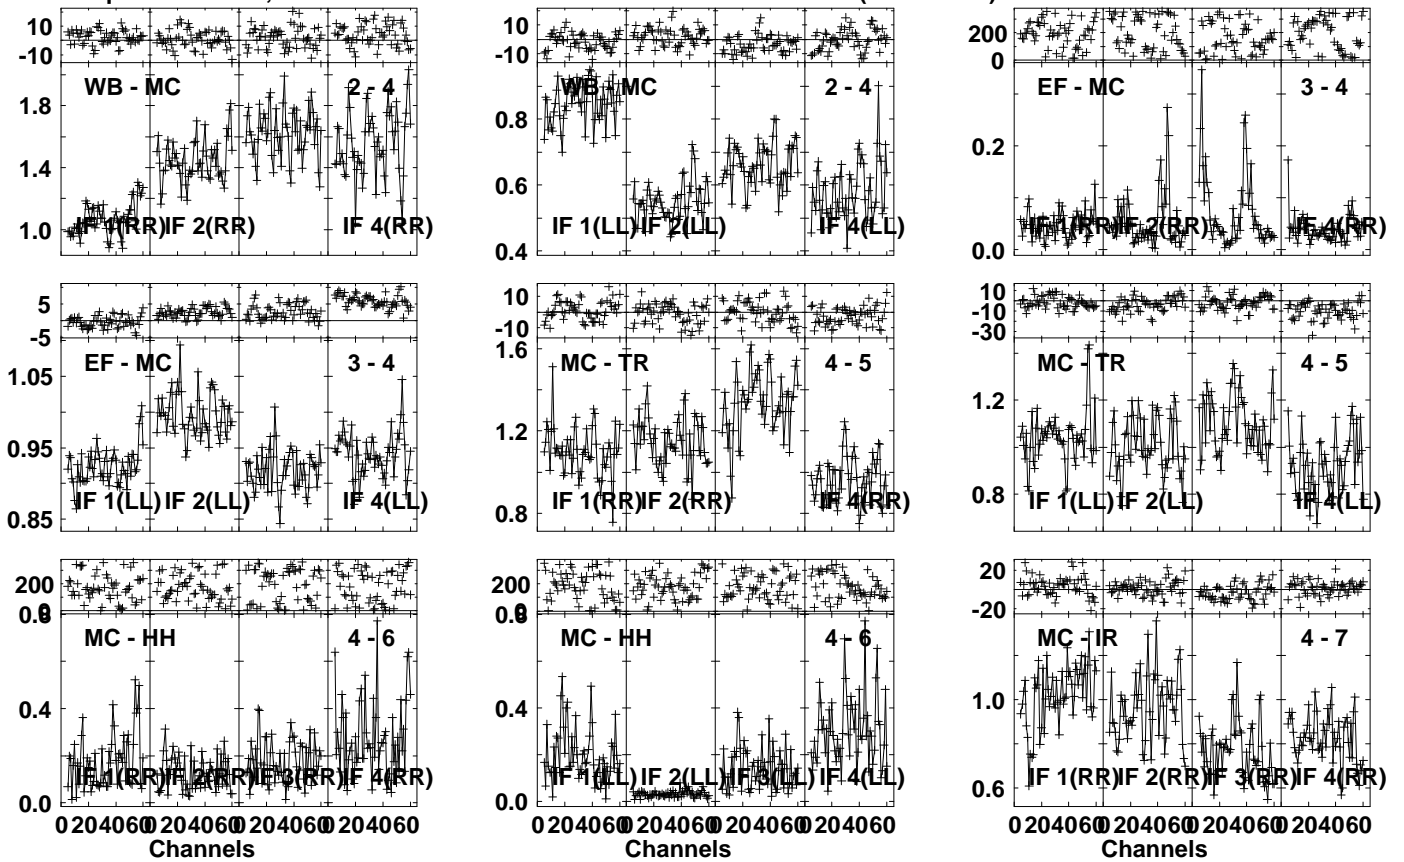 10
-10
WB - MC 2 - 4
1.8
1.4
1.0
IF 1(RR) IF 2(RR) IF 4(RR)
10
-10
WB - MC 2 - 4
0.8
0.6
0.4
IF 1(LL) IF 2(LL) IF 4(LL)
200
0
EF - MC 3 - 4
0.2
0.0
IF 1(RR) IF 2(RR) IF 4(RR)
5
-5
EF - MC 3 - 4
1.05
0.95
0.85
IF 1(LL) IF 2(LL) IF 4(LL)
10
-10
MC - TR 4 - 5
1.6
1.2
0.8
IF 1(RR) IF 2(RR) IF 4(RR)
10
-10
-30
MC - TR 4 - 5
1.2
0.8
IF 1(LL) IF 2(LL) IF 4(LL)
200
0
MC - HH 4 - 6
0.4
0.0
IF 1(RR) IF 2(RR) IF 3(RR) IF 4(RR)
0 204060 0 204060 0 204060 0 204060
Channels
200
0
MC - HH 4 - 6
0.8
0.4
0.0
IF 1(LL) IF 2(LL) IF 3(LL) IF 4(LL)
0 204060 0 204060 0 204060 0 204060
Channels
20
-20
MC - IR 4 - 7
1.0
0.6
IF 1(RR) IF 2(RR) IF 3(RR) IF 4(RR)
0 204060 0 204060 0 204060 0 204060
Channels